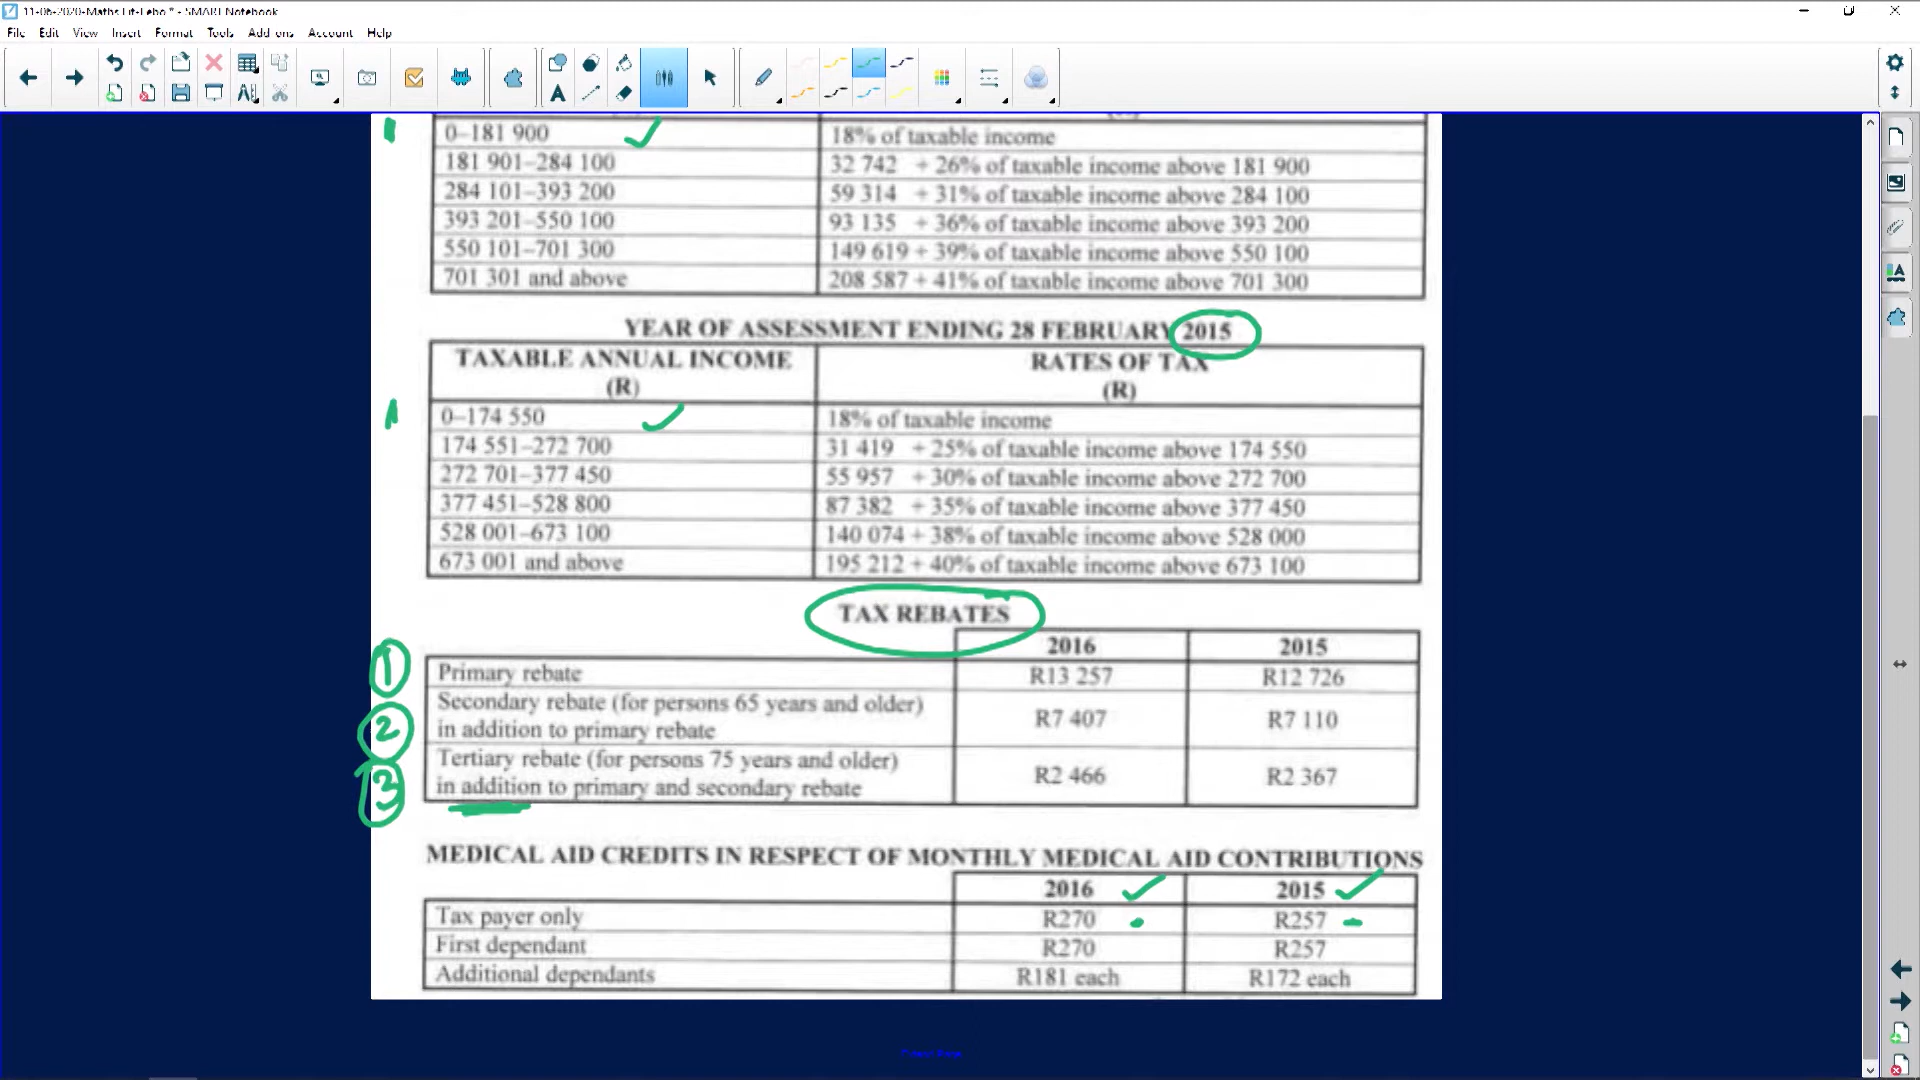 11-06-2020-Maths Lit-Lebo * - SMART Notebook
File Edit View Insert Format Tools Add-ons Account Help
0–181 900 18% of taxable income
181 901–284 100 32 742 + 26% of taxable income above 181 900
284 101–393 200 59 314 + 31% of taxable income above 284 100
393 201–550 100 93 135 + 36% of taxable income above 393 200
550 101–701 300 149 619 + 39% of taxable income above 550 100
701 301 and above 208 587 + 41% of taxable income above 701 300
YEAR OF ASSESSMENT ENDING 28 FEBRUARY 2015
TAXABLE ANNUAL INCOME RATES OF TAX
(R) (R)
0–174 550 18% of taxable income
174 551–272 700 31 419 + 25% of taxable income above 174 550
272 701–377 450 55 957 + 30% of taxable income above 272 700
377 451–528 800 87 382 + 35% of taxable income above 377 450
528 001–673 100 140 074 + 38% of taxable income above 528 000
673 001 and above 195 212 + 40% of taxable income above 673 100
TAX REBATES
2016 2015
1 Primary rebate R13 257 R12 726
Secondary rebate (for persons 65 years and older)
2 in addition to primary rebate R7 407 R7 110
Tertiary rebate (for persons 75 years and older)
3 in addition to primary and secondary rebate R2 466 R2 367
MEDICAL AID CREDITS IN RESPECT OF MONTHLY MEDICAL AID CONTRIBUTIONS
2016 2015
Tax payer only R270 R257
First dependant R270 R257
Additional dependants R181 each R172 each